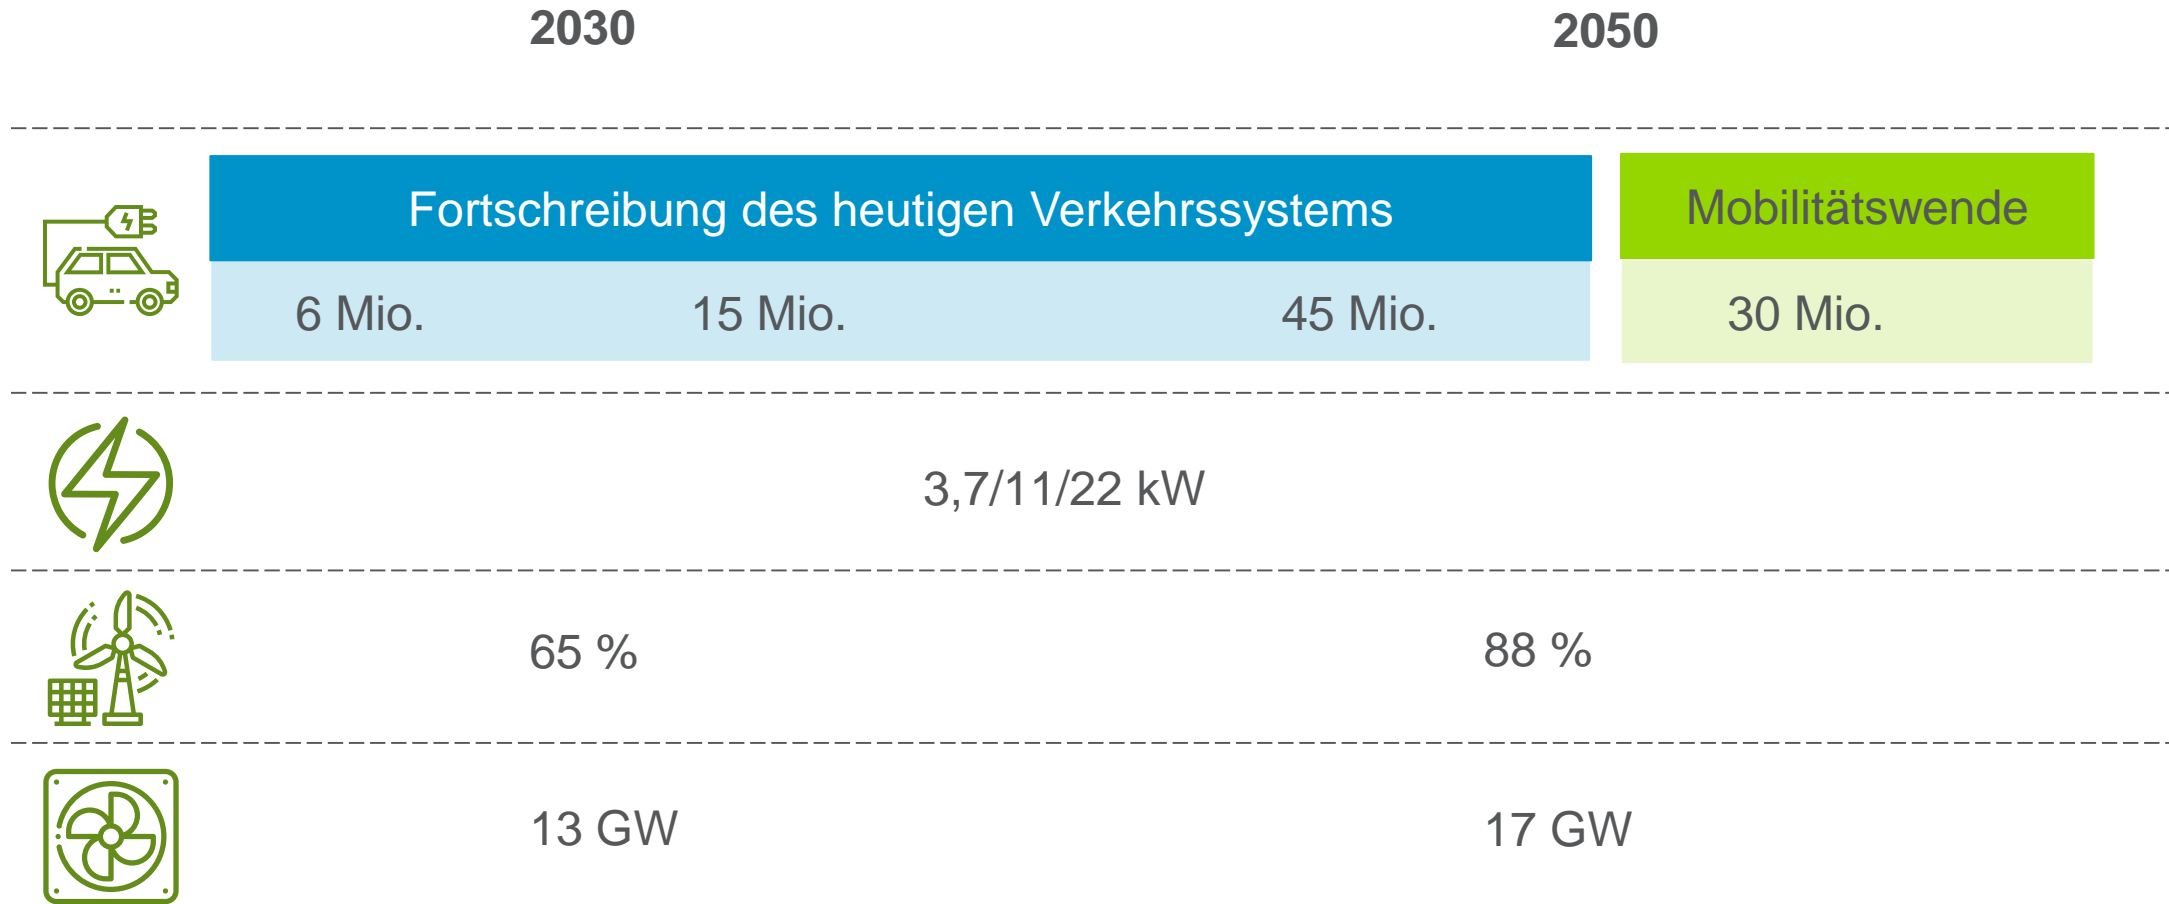 2030 2050
Fortschreibung des heutigen Verkehrssystems Mobilitätswende
6 Mio. 15 Mio. 45 Mio. 30 Mio.
3,7/11/22 kW
65 % 88 %
13 GW 17 GW